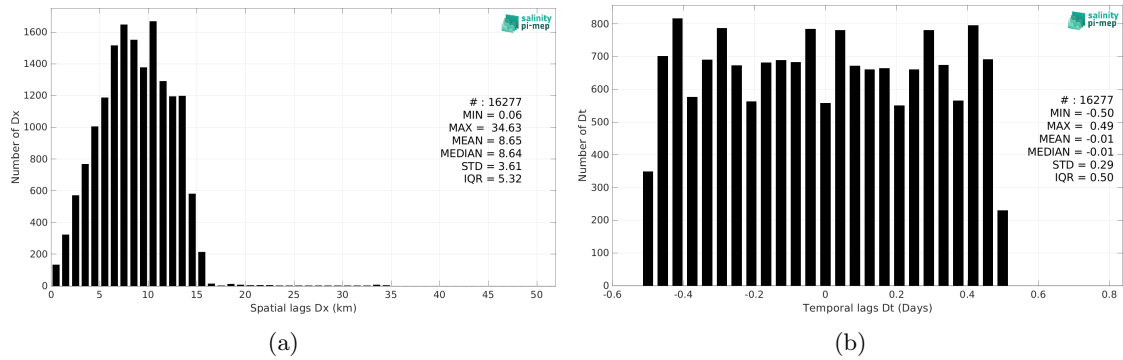 1600
1400
1200
1000
800
600
400
200
0
Number of Dx
salinity
pi-mep
# : 16277
MIN = 0.06
MAX = 34.63
MEAN = 8.65
MEDIAN = 8.64
STD = 3.61
IQR = 5.32
0 5 10 15 20 25 30 35 40 45 50
Spatial lags Dx (km)
(a)
800
700
600
500
400
300
200
100
0
Number of Dt
salinity
pi-mep
# : 16277
MIN = -0.50
MAX = 0.49
MEAN = -0.01
MEDIAN = -0.01
STD = 0.29
IQR = 0.50
-0.6 -0.4 -0.2 0 0.2 0.4 0.6 0.8
Temporal lags Dt (Days)
(b)